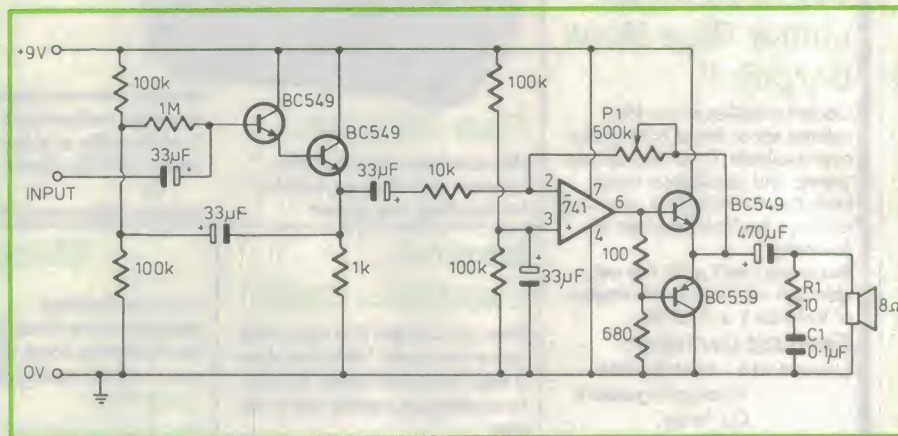 +9V
100k
1M
BC549
BC549
33µF
+
INPUT
33µF
+
100k
1k
33µF
+
10k
100k
100k
33µF
+
P1
500k
2
3
-
+
741
7
6
4
100
680
BC549
BC559
470µF
+
R1
10
C1
0·1µF
8Ω
0V